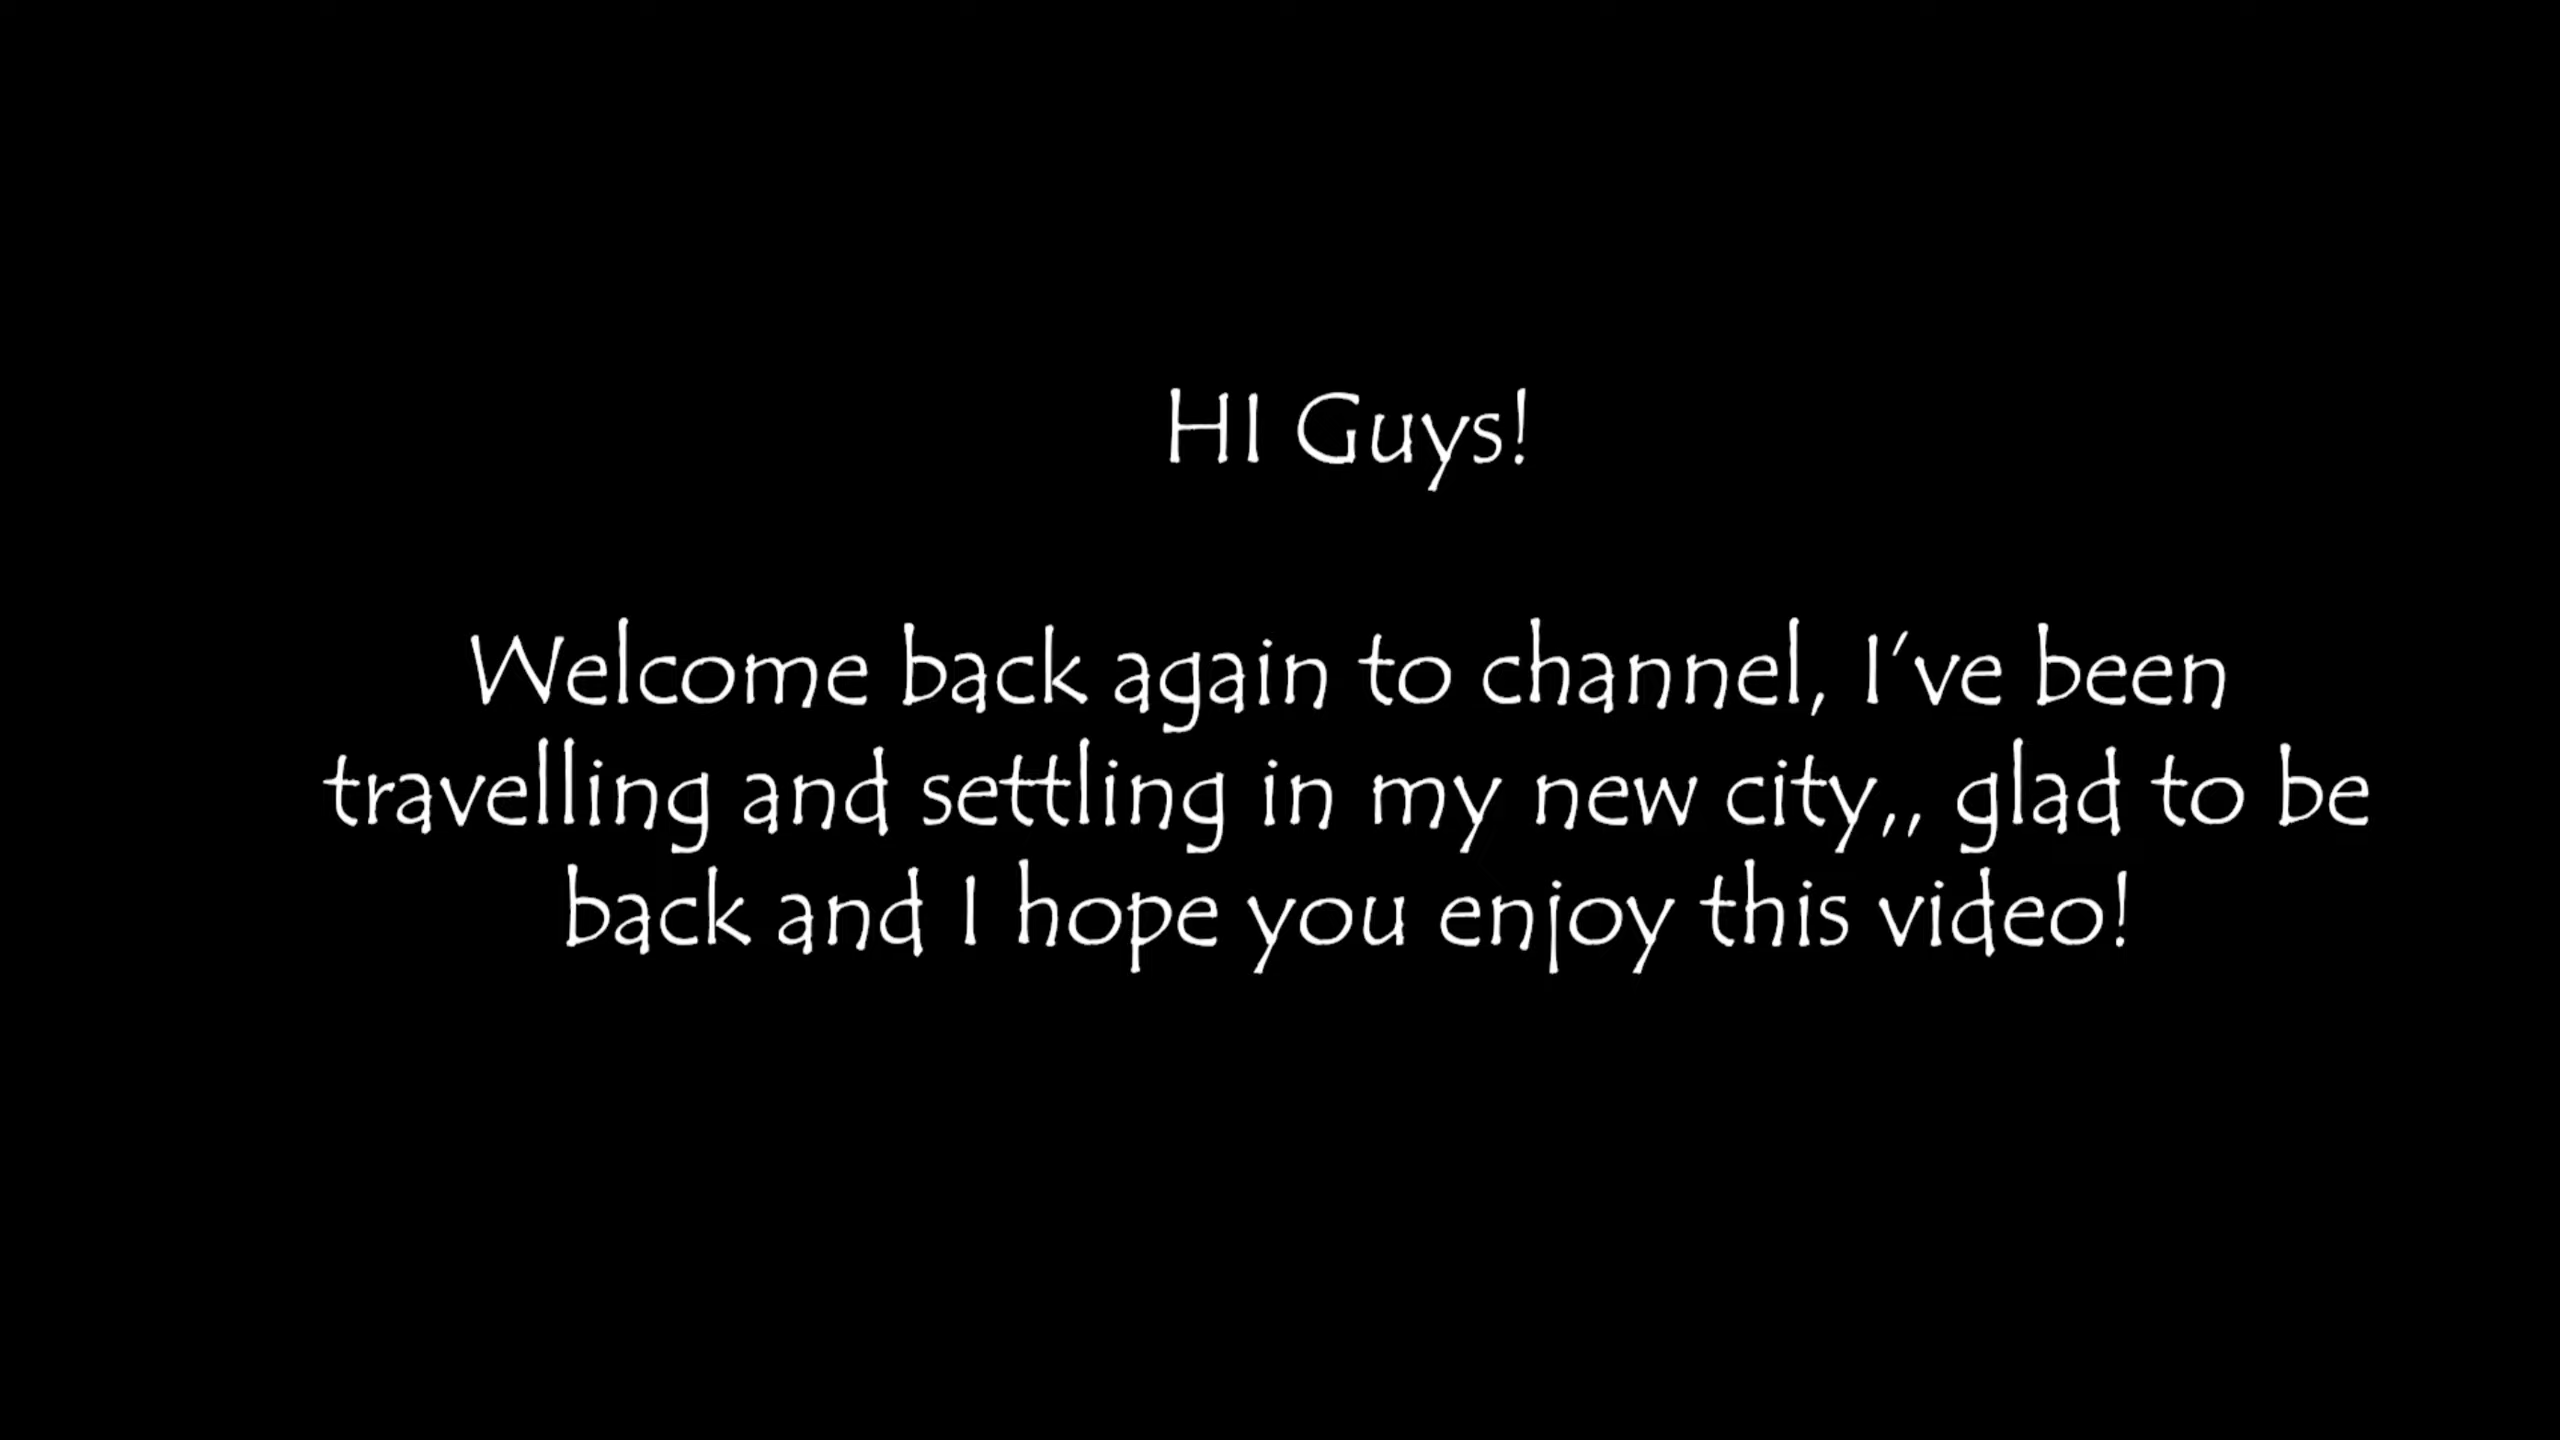 HI Guys!
Welcome back again to channel, I've been
travelling and settling in my new city,, glad to be
back and I hope you enjoy this video!